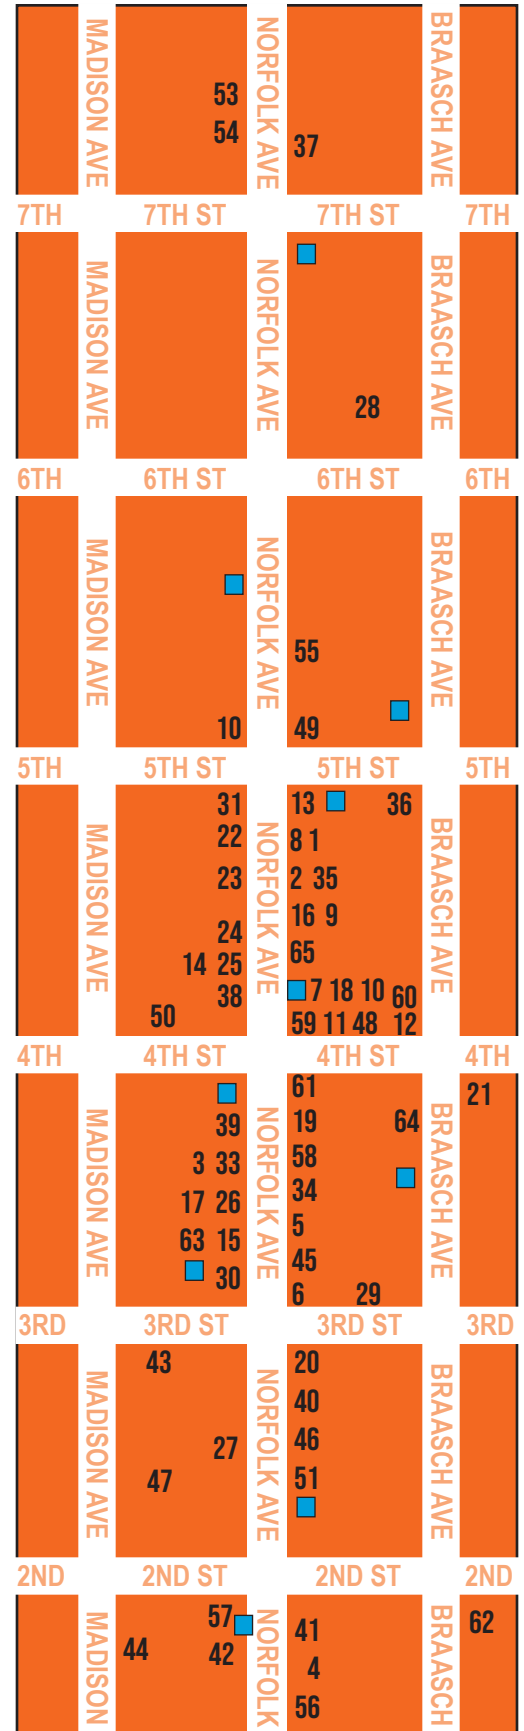 MADISON AVE
NORFOLK AVE
BRAASCH AVE
53
54
37
7TH 7TH ST 7TH ST 7TH
MADISON AVE
NORFOLK AVE
BRAASCH AVE
28
6TH 6TH ST 6TH ST 6TH
MADISON AVE
NORFOLK AVE
BRAASCH AVE
55
10 49
5TH 5TH ST 5TH ST 5TH
MADISON AVE
NORFOLK AVE
BRAASCH AVE
31 13 36
22 8 1
23 2 35
24 16 9
14 25 65
38 7 18 10 60
50 59 11 48 12
4TH 4TH ST 4TH ST 4TH
MADISON AVE
NORFOLK AVE
BRAASCH AVE
61 21
39 19 64
3 33 58
17 26 34
63 15 5
30 45
6 29
3RD 3RD ST 3RD ST 3RD
MADISON AVE
NORFOLK AVE
BRAASCH AVE
43 20
40
27 46
47 51
2ND 2ND ST 2ND ST 2ND
MADISON
NORFOLK
BRAASCH
57 41 62
44 42 4
56